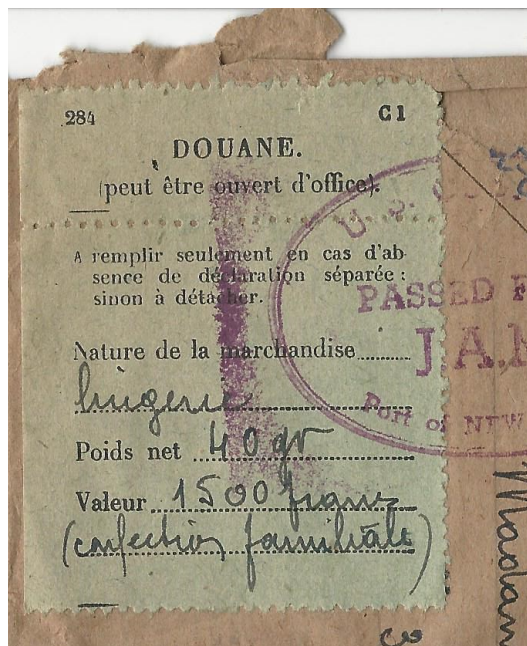 284 C1
DOUANE.
(peut être ouvert d'office).
A remplir seulement en cas d'ab
sence de déclaration séparée :
sinon à détacher.
Nature de la marchandise
lingerie
Poids net 40 gr
Valeur 1500 francs
(confection familiale)
U. S.
PASSED
J.A.
Port of NEW
Madam